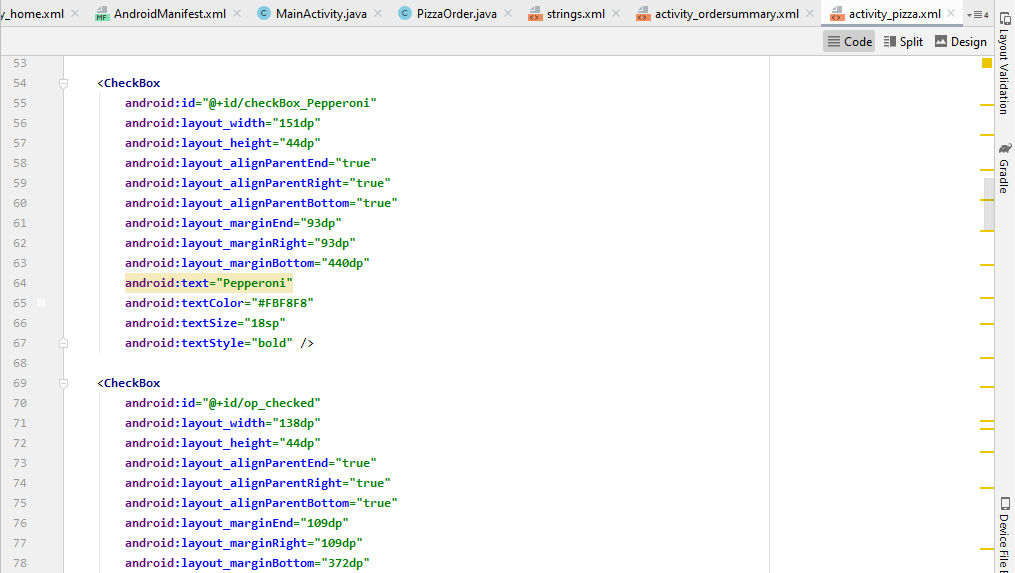 y_home.xml AndroidManifest.xml MainActivity.java PizzaOrder.java strings.xml activity_ordersummary.xml activity_pizza.xml 4
MF C C
Code Split Design
53
54 <CheckBox
55 android:id="@+id/checkBox_Pepperoni"
56 android:layout_width="151dp"
57 android:layout_height="44dp"
58 android:layout_alignParentEnd="true"
59 android:layout_alignParentRight="true"
60 android:layout_alignParentBottom="true"
61 android:layout_marginEnd="93dp"
62 android:layout_marginRight="93dp"
63 android:layout_marginBottom="440dp"
64 android:text="Pepperoni"
65 android:textColor="#FBF8F8"
66 android:textSize="18sp"
67 android:textStyle="bold" />
68
69 <CheckBox
70 android:id="@+id/op_checked"
71 android:layout_width="138dp"
72 android:layout_height="44dp"
73 android:layout_alignParentEnd="true"
74 android:layout_alignParentRight="true"
75 android:layout_alignParentBottom="true"
76 android:layout_marginEnd="109dp"
77 android:layout_marginRight="109dp"
78 android:layout_marginBottom="372dp"
Layout Validation
Gradle
Device File